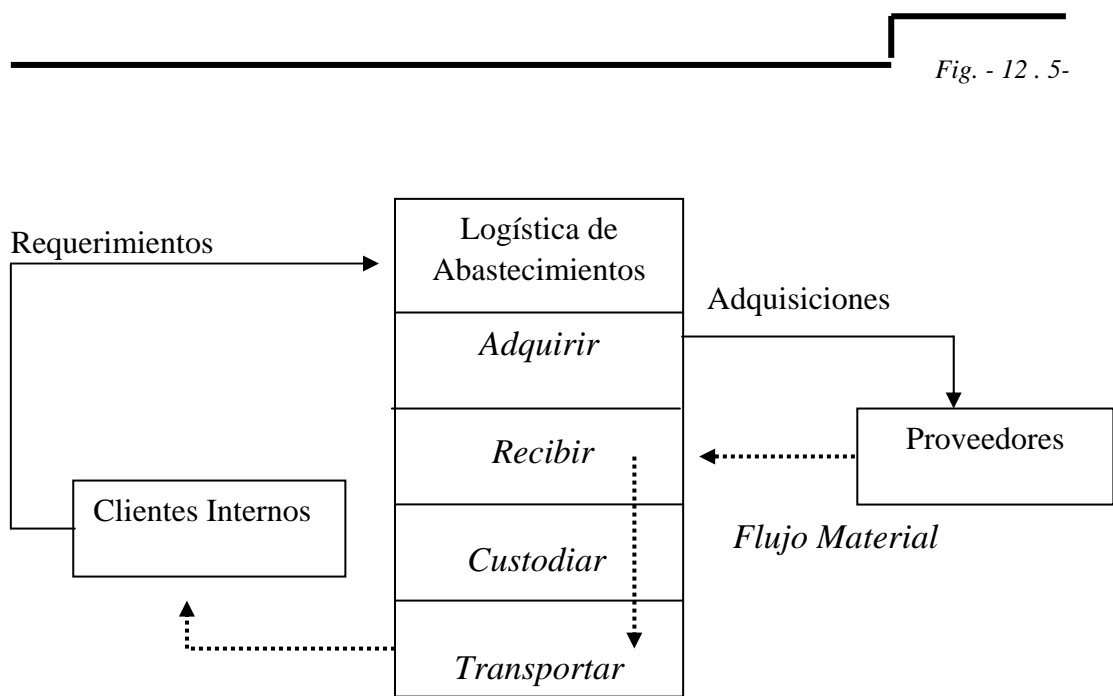 Fig. - 12 . 5-
Requerimientos
Logística de
Abastecimientos
Adquisiciones
Adquirir
Recibir
Proveedores
Clientes Internos
Flujo Material
Custodiar
Transportar